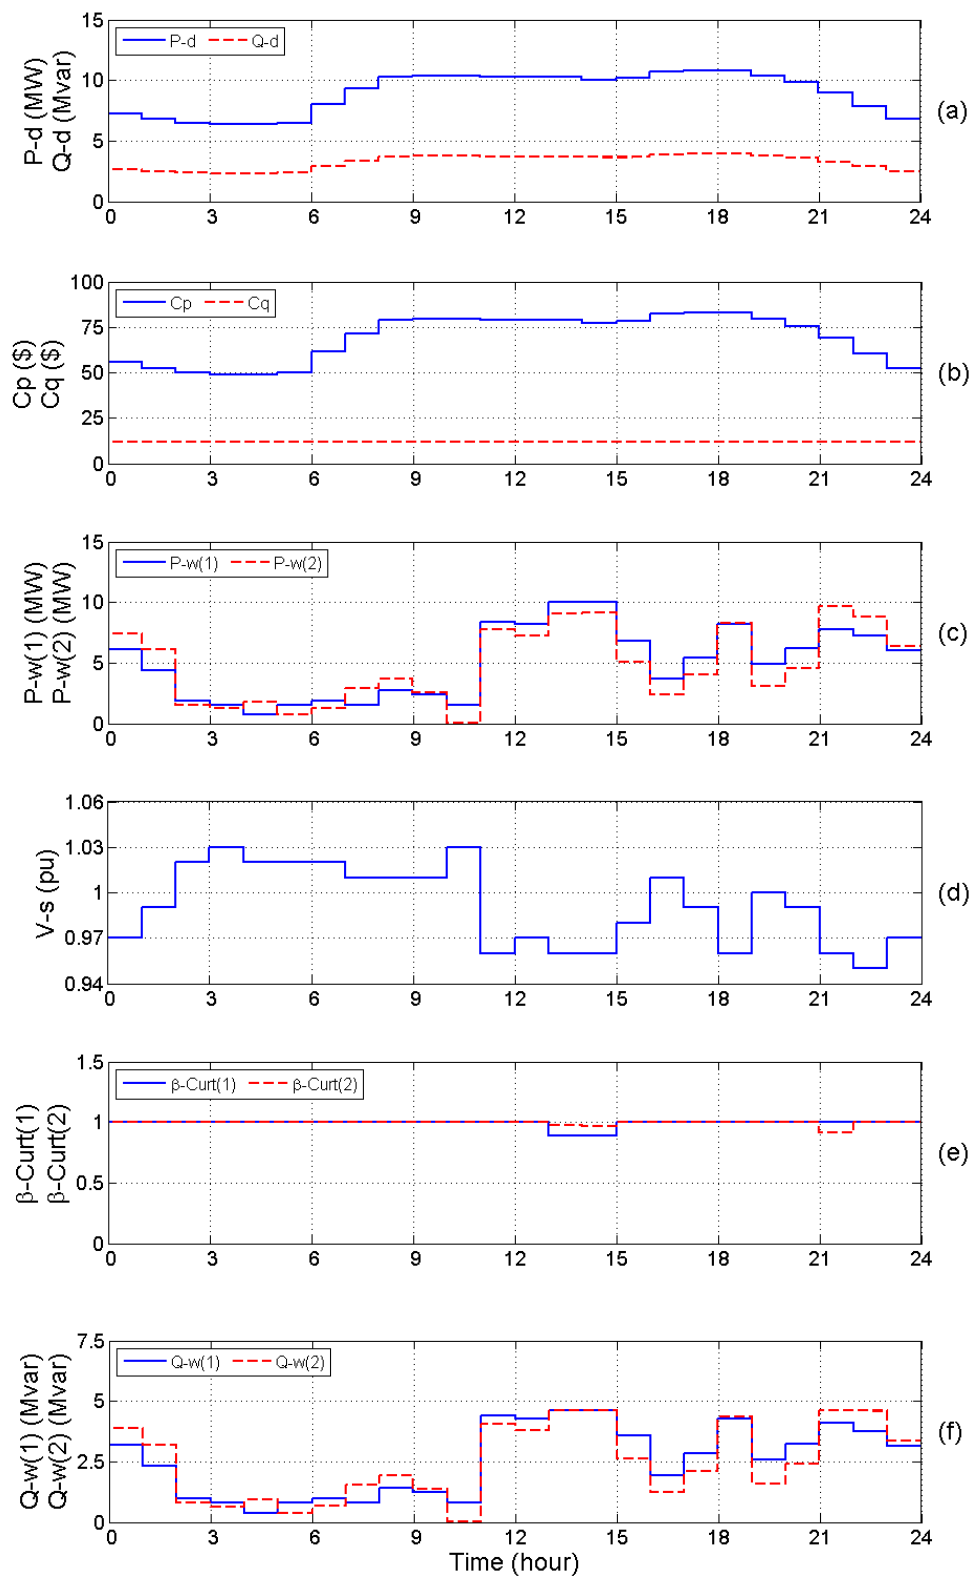 15
10
5
0
P-d (MW)
Q-d (Mvar)
P-d Q-d
(a)
0 3 6 9 12 15 18 21 24
100
75
50
25
0
Cp ($)
Cq ($)
Cp Cq
(b)
0 3 6 9 12 15 18 21 24
15
10
5
0
P-w(1) (MW)
P-w(2) (MW)
P-w(1) P-w(2)
(c)
0 3 6 9 12 15 18 21 24
1.06
1.03
1
0.97
0.94
V-s (pu)
(d)
0 3 6 9 12 15 18 21 24
1.5
1
0.5
0
β-Curt(1)
β-Curt(2)
β-Curt(1) β-Curt(2)
(e)
0 3 6 9 12 15 18 21 24
7.5
5
2.5
0
Q-w(1) (Mvar)
Q-w(2) (Mvar)
Q-w(1) Q-w(2)
(f)
0 3 6 9 12 15 18 21 24
Time (hour)